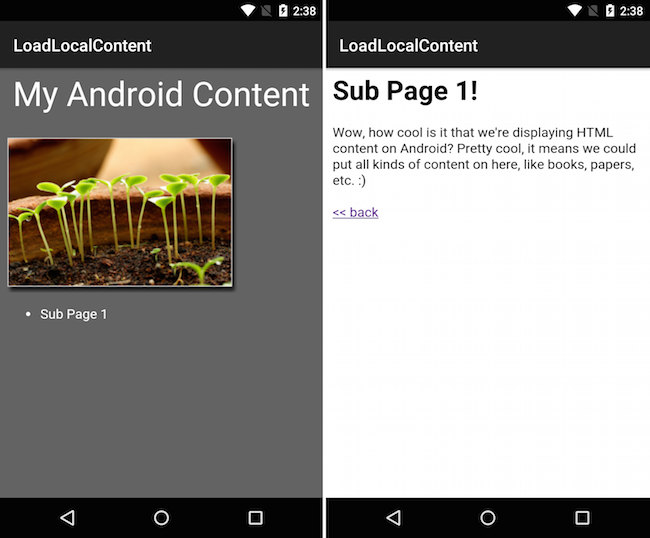 2:38
LoadLocalContent
My Android Content
• Sub Page 1
2:38
LoadLocalContent
Sub Page 1!
Wow, how cool is it that we're displaying HTML
content on Android? Pretty cool, it means we could
put all kinds of content on here, like books, papers,
etc. :)
<< back